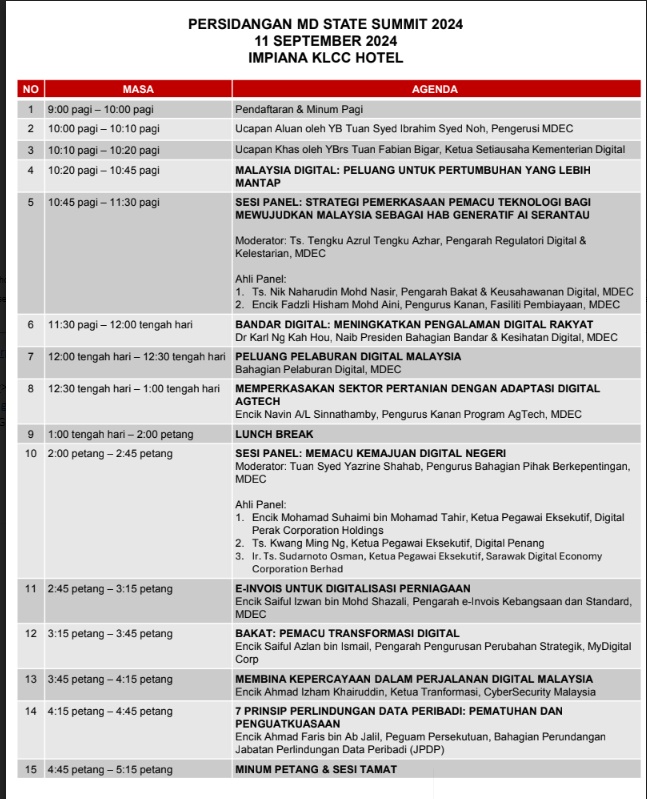 PERSIDANGAN MD STATE SUMMIT 2024
11 SEPTEMBER 2024
IMPIANA KLCC HOTEL
NO MASA AGENDA
1 9:00 pagi – 10:00 pagi Pendaftaran & Minum Pagi
2 10:00 pagi – 10:10 pagi Ucapan Aluan oleh YB Tuan Syed Ibrahim Syed Noh, Pengerusi MDEC
3 10:10 pagi – 10:20 pagi Ucapan Khas oleh YBrs Tuan Fabian Bigar, Ketua Setiausaha Kementerian Digital
4 10:20 pagi – 10:45 pagi MALAYSIA DIGITAL: PELUANG UNTUK PERTUMBUHAN YANG LEBIH
MANTAP
5 10:45 pagi – 11:30 pagi SESI PANEL: STRATEGI PEMERKASAAN PEMACU TEKNOLOGI BAGI
MEWUJUDKAN MALAYSIA SEBAGAI HAB GENERATIF AI SERANTAU
Moderator: Ts. Tengku Azrul Tengku Azhar, Pengarah Regulatori Digital &
Kelestarian, MDEC
Ahli Panel:
1. Ts. Nik Naharudin Mohd Nasir, Pengarah Bakat & Keusahawanan Digital, MDEC
2. Encik Fadzli Hisham Mohd Aini, Pengurus Kanan, Fasiliti Pembiayaan, MDEC
6 11:30 pagi – 12:00 tengah hari BANDAR DIGITAL: MENINGKATKAN PENGALAMAN DIGITAL RAKYAT
Dr Karl Ng Kah Hou, Naib Presiden Bahagian Bandar & Kesihatan Digital, MDEC
7 12:00 tengah hari – 12:30 tengah hari PELUANG PELABURAN DIGITAL MALAYSIA
Bahagian Pelaburan Digital, MDEC
8 12:30 tengah hari – 1:00 tengah hari MEMPERKASAKAN SEKTOR PERTANIAN DENGAN ADAPTASI DIGITAL
AGTECH
Encik Navin A/L Sinnathamby, Pengurus Kanan Program AgTech, MDEC
9 1:00 tengah hari – 2:00 petang LUNCH BREAK
10 2:00 petang – 2:45 petang SESI PANEL: MEMACU KEMAJUAN DIGITAL NEGERI
Moderator: Tuan Syed Yazrine Shahab, Pengurus Bahagian Pihak Berkepentingan,
MDEC
Ahli Panel:
1. Encik Mohamad Suhaimi bin Mohamad Tahir, Ketua Pegawai Eksekutif, Digital
Perak Corporation Holdings
2. Ts. Kwang Ming Ng, Ketua Pegawai Eksekutif, Digital Penang
3. Ir. Ts. Sudarnoto Osman, Ketua Pegawai Eksekutif, Sarawak Digital Economy
Corporation Berhad
11 2:45 petang – 3:15 petang E-INVOIS UNTUK DIGITALISASI PERNIAGAAN
Encik Saiful Izwan bin Mohd Shazali, Pengarah e-Invois Kebangsaan dan Standard,
MDEC
12 3:15 petang – 3:45 petang BAKAT: PEMACU TRANSFORMASI DIGITAL
Encik Saiful Azlan bin Ismail, Pengarah Pengurusan Perubahan Strategik, MyDigital
Corp
13 3:45 petang – 4:15 petang MEMBINA KEPERCAYAAN DALAM PERJALANAN DIGITAL MALAYSIA
Encik Ahmad Izham Khairuddin, Ketua Tranformasi, CyberSecurity Malaysia
14 4:15 petang – 4:45 petang 7 PRINSIP PERLINDUNGAN DATA PERIBADI: PEMATUHAN DAN
PENGUATKUASAAN
Encik Ahmad Faris bin Ab Jalil, Peguam Persekutuan, Bahagian Perundangan
Jabatan Perlindungan Data Peribadi (JPDP)
15 4:45 petang – 5:15 petang MINUM PETANG & SESI TAMAT